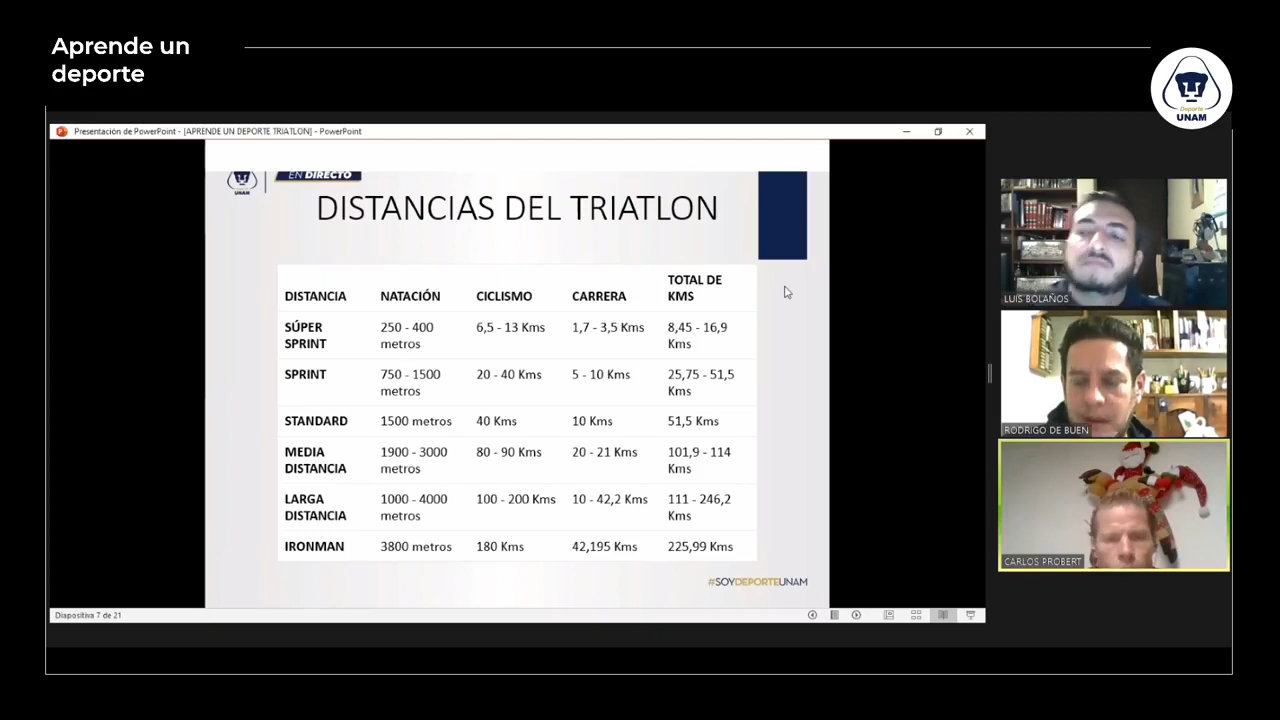 Aprende un
deporte
Deporte
UNAM
Presentación de PowerPoint - [APRENDE UN DEPORTE TRIATLON] - PowerPoint
UNAM
EN DIRECTO
DISTANCIAS DEL TRIATLON
DISTANCIA NATACIÓN CICLISMO CARRERA TOTAL DE KMS
SÚPER SPRINT 250 - 400 metros 6,5 - 13 Kms 1,7 - 3,5 Kms 8,45 - 16,9 Kms
SPRINT 750 - 1500 metros 20 - 40 Kms 5 - 10 Kms 25,75 - 51,5 Kms
STANDARD 1500 metros 40 Kms 10 Kms 51,5 Kms
MEDIA DISTANCIA 1900 - 3000 metros 80 - 90 Kms 20 - 21 Kms 101,9 - 114 Kms
LARGA DISTANCIA 1000 - 4000 metros 100 - 200 Kms 10 - 42,2 Kms 111 - 246,2 Kms
IRONMAN 3800 metros 180 Kms 42,195 Kms 225,99 Kms
#SOYDEPORTEUNAM
Diapositiva 7 de 21
LUIS BOLAÑOS
RODRIGO DE BUEN
CARLOS PROBERT